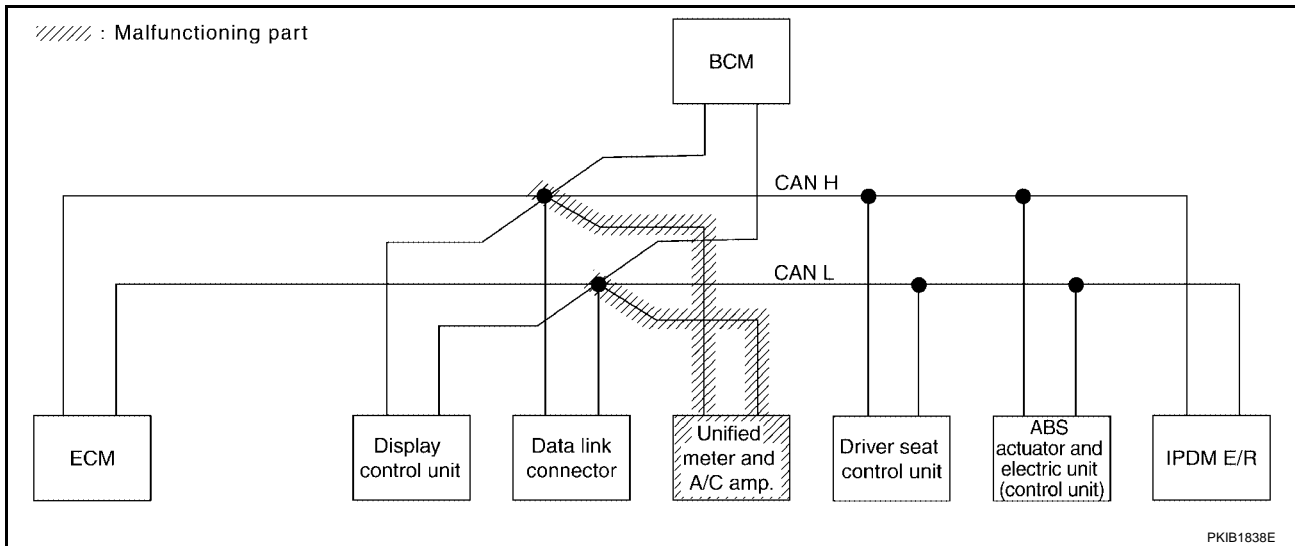 : Malfunctioning part
BCM
CAN H
CAN L
ECM
Display
control unit
Data link
connector
Unified
meter and
A/C amp.
Driver seat
control unit
ABS
actuator and
electric unit
(control unit)
IPDM E/R
PKIB1838E